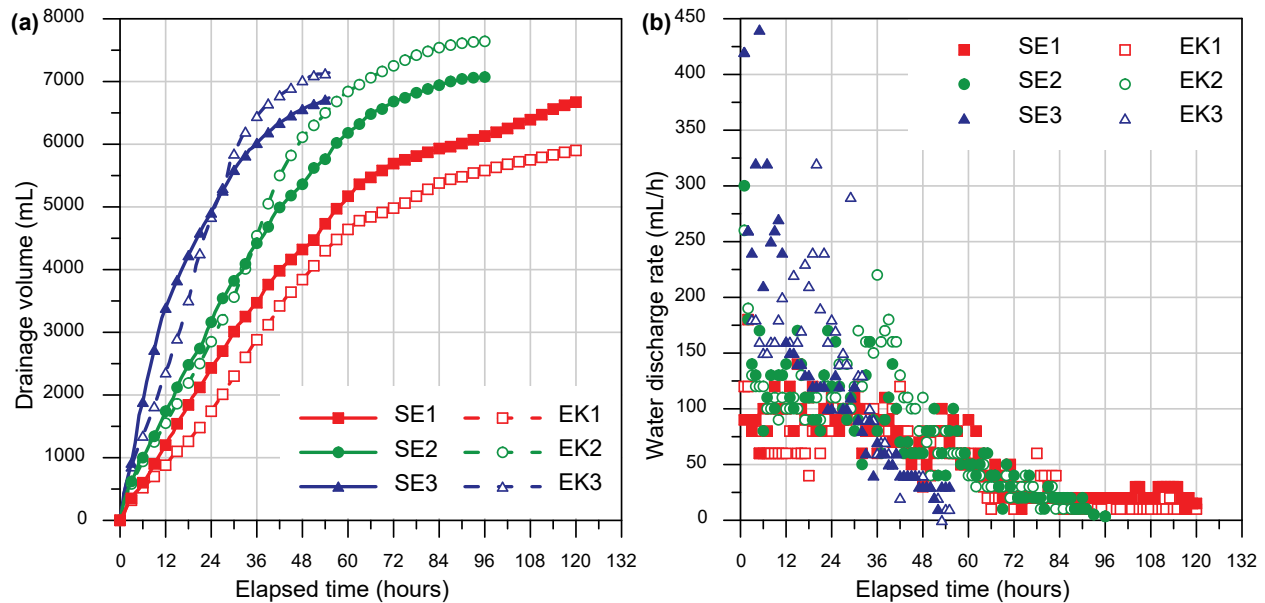 (a)
Drainage volume (mL)
8000
7000
6000
5000
4000
3000
2000
1000
0
SE1 EK1
SE2 EK2
SE3 EK3
0 12 24 36 48 60 72 84 96 108 120 132
Elapsed time (hours)
(b)
Water discharge rate (mL/h)
450
400
350
300
250
200
150
100
50
0
SE1 EK1
SE2 EK2
SE3 EK3
0 12 24 36 48 60 72 84 96 108 120 132
Elapsed time (hours)